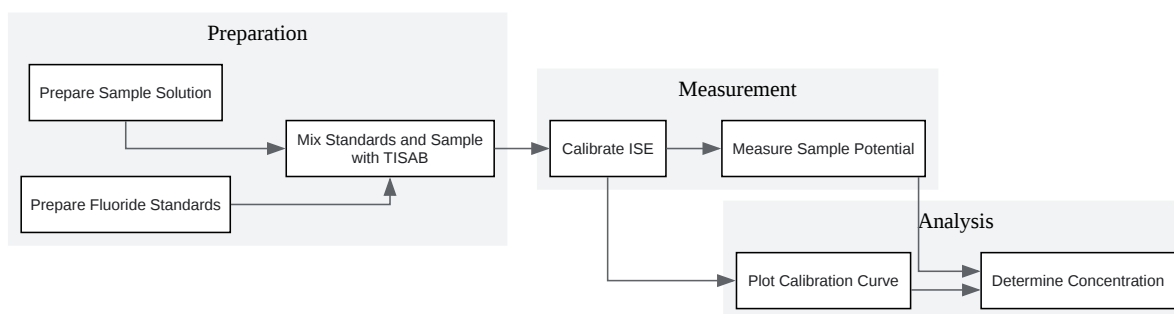 Preparation
Prepare Sample Solution
Mix Standards and Sample
with TISAB
Prepare Fluoride Standards
Measurement
Calibrate ISE
Measure Sample Potential
Analysis
Plot Calibration Curve
Determine Concentration